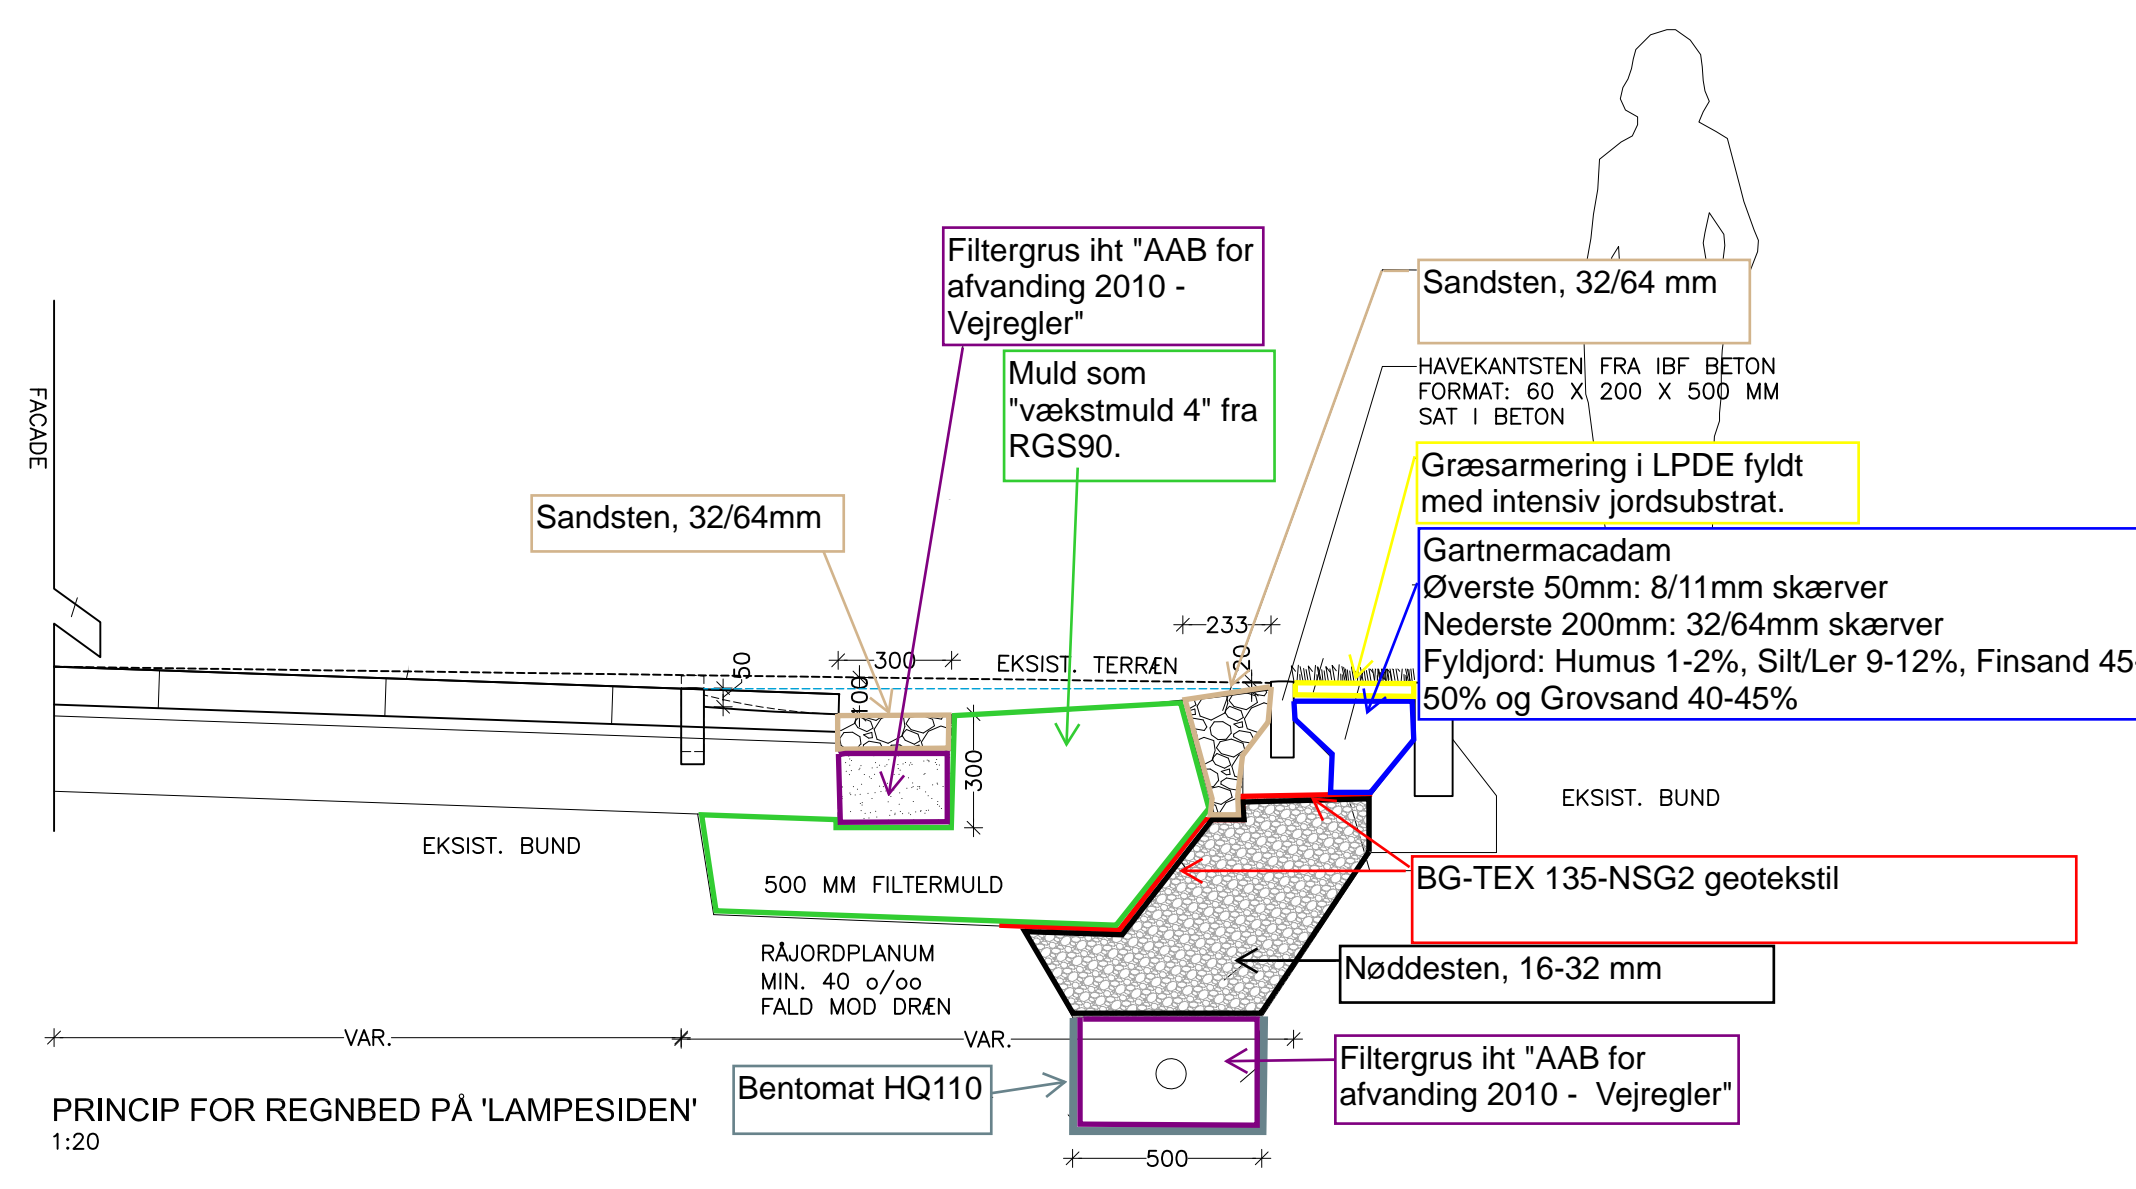 Filtergrus iht "AAB for
afvanding 2010 -
Vejregler"
Sandsten, 32/64 mm
Muld som
"vækstmuld 4" fra
RGS90.
HAVEKANTSTEN FRA IBF BETON
FORMAT: 60 X 200 X 500 MM
SAT I BETON
FACADE
Græsarmering i LPDE fyldt
med intensiv jordsubstrat.
Sandsten, 32/64mm
Gartnermacadam
Øverste 50mm: 8/11mm skærver
Nederste 200mm: 32/64mm skærver
Fyldjord: Humus 1-2%, Silt/Ler 9-12%, Finsand 45-
50% og Grovsand 40-45%
233
300
EKSIST. TERRÆN
50
100
20
300
EKSIST. BUND
EKSIST. BUND
500 MM FILTERMULD
BG-TEX 135-NSG2 geotekstil
RÅJORDPLANUM
MIN. 40 o/oo
FALD MOD DRÆN
Nøddesten, 16-32 mm
VAR.
VAR.
Bentomat HQ110
Filtergrus iht "AAB for
afvanding 2010 - Vejregler"
PRINCIP FOR REGNBED PÅ 'LAMPESIDEN'
1:20
500